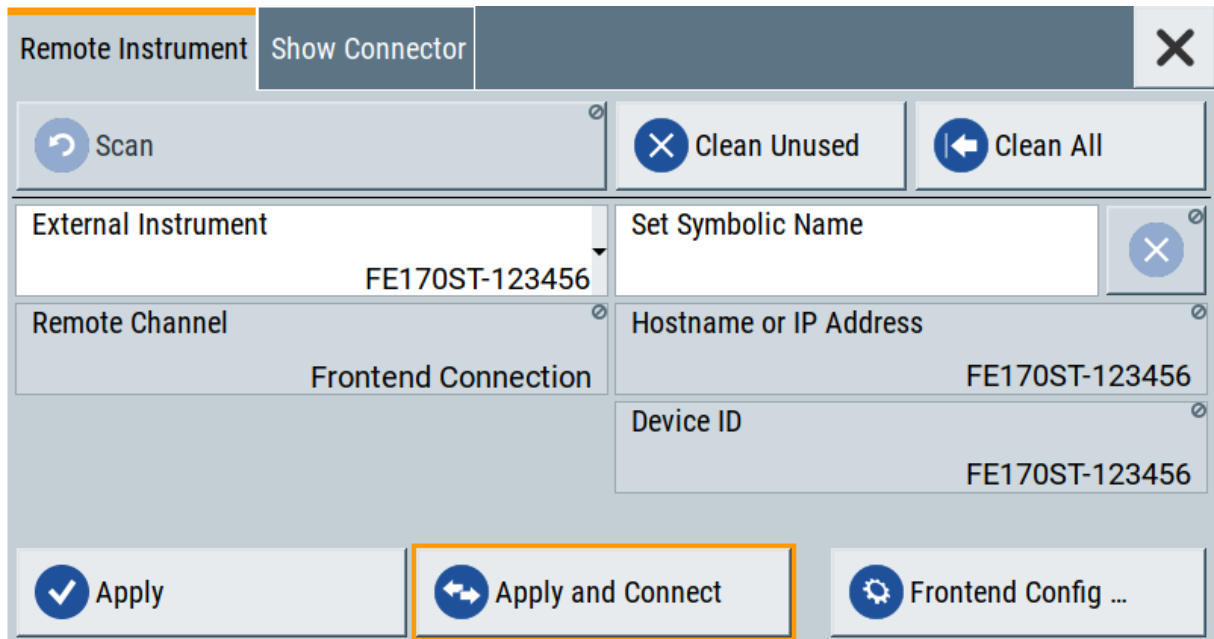 Remote Instrument
Show Connector
Scan
Clean Unused
Clean All
External Instrument
FE170ST-123456
Set Symbolic Name
Remote Channel
Frontend Connection
Hostname or IP Address
FE170ST-123456
Device ID
FE170ST-123456
Apply
Apply and Connect
Frontend Config ...